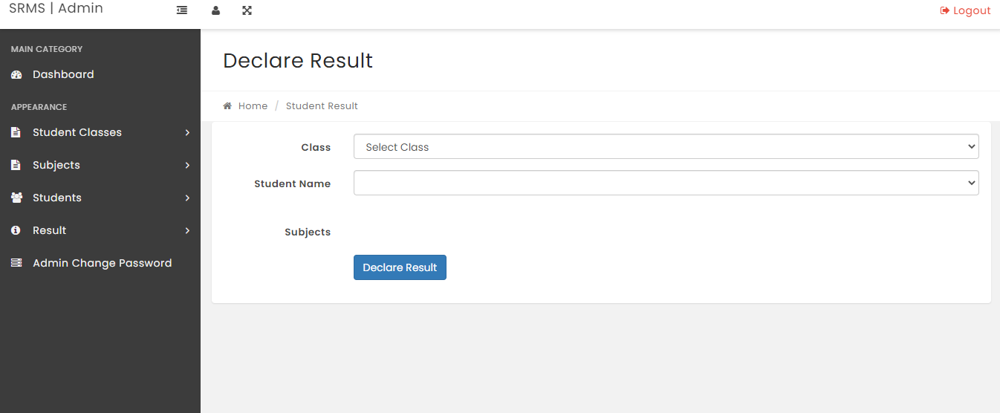 SRMS | Admin
Logout
MAIN CATEGORY
Dashboard
APPEARANCE
Student Classes
Subjects
Students
Result
Admin Change Password
Declare Result
Home / Student Result
Class Select Class
Student Name
Subjects
Declare Result